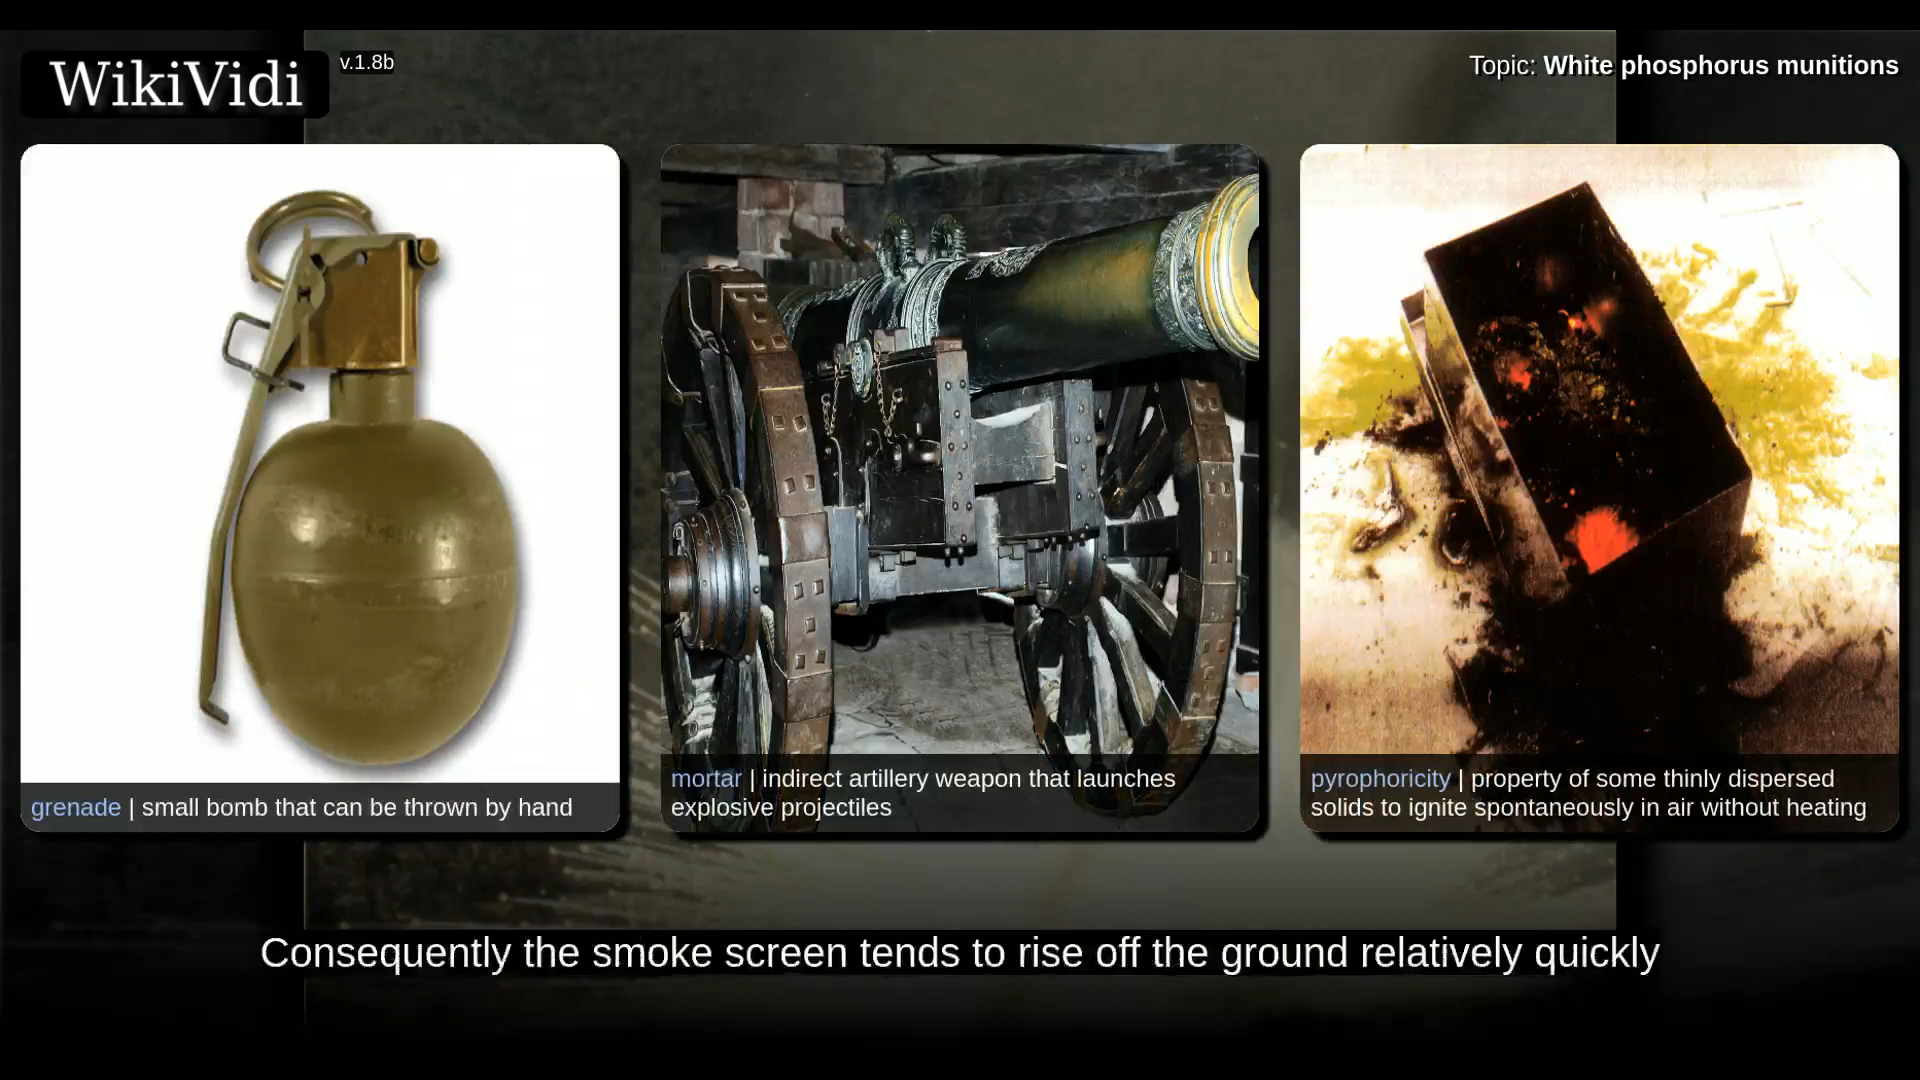 WikiVidi
v.1.8b
Topic: White phosphorus munitions
grenade | small bomb that can be thrown by hand
mortar | indirect artillery weapon that launches
explosive projectiles
pyrophoricity | property of some thinly dispersed
solids to ignite spontaneously in air without heating
Consequently the smoke screen tends to rise off the ground relatively quickly